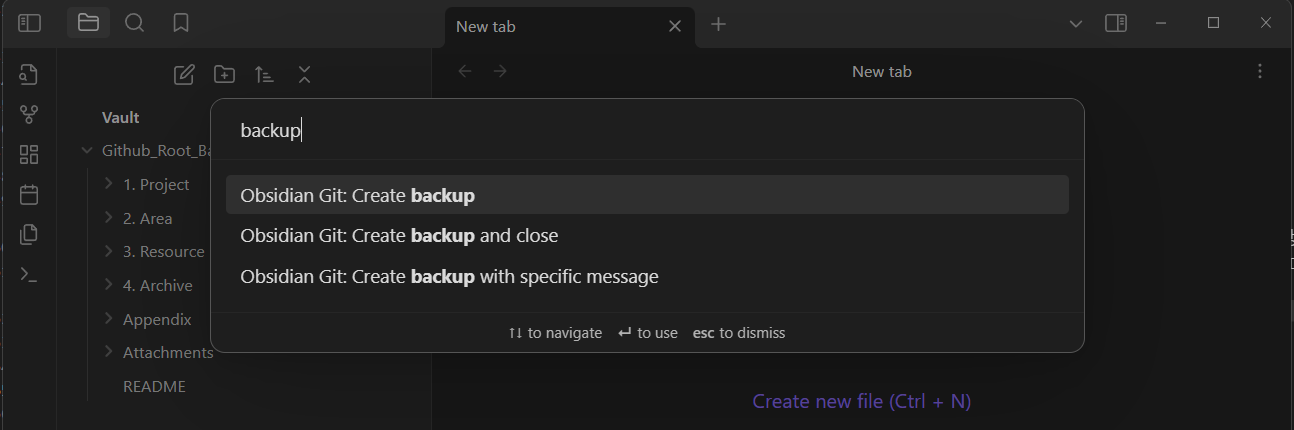 New tab
New tab
Vault
backup
Github_Root_Ba
1. Project
Obsidian Git: Create backup
2. Area
Obsidian Git: Create backup and close
3. Resource
Obsidian Git: Create backup with specific message
4. Archive
Appendix
to navigate to use esc to dismiss
Attachments
README
Create new file (Ctrl + N)